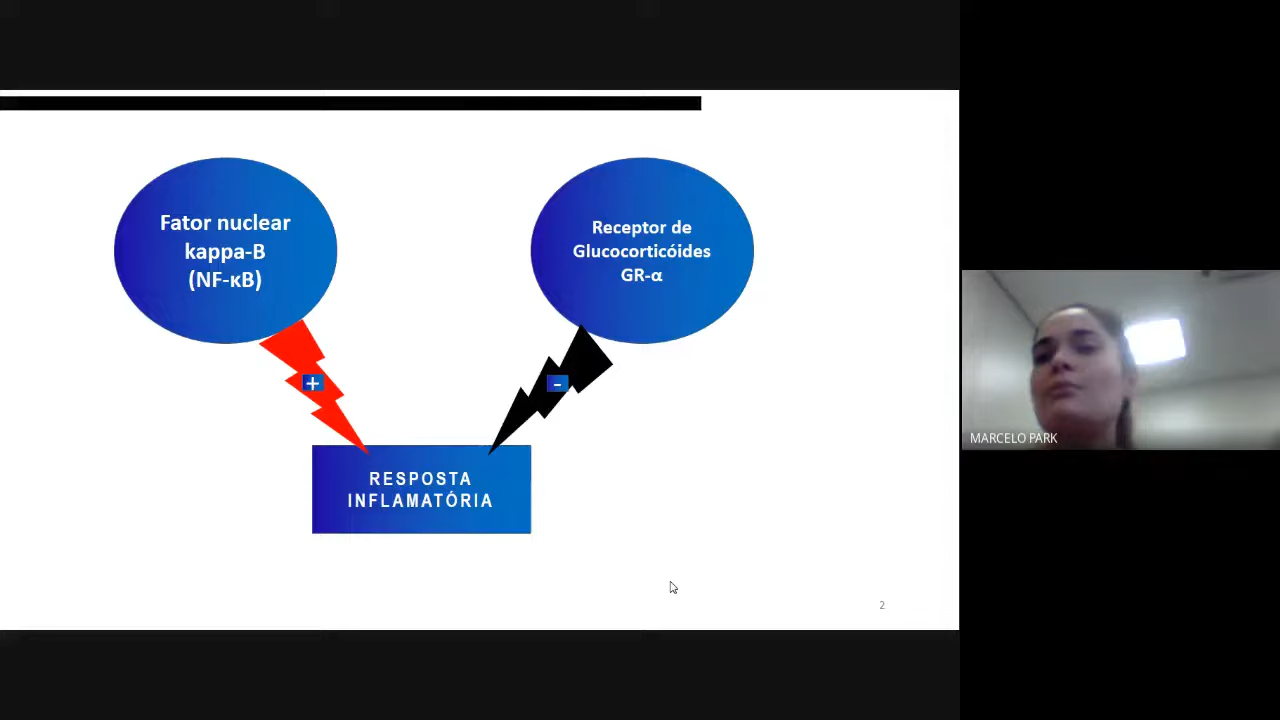 Fator nuclear
kappa-B
(NF-κB)
Receptor de
Glucocorticóides
GR-α
+
-
RESPOSTA
INFLAMATÓRIA
2
MARCELO PARK